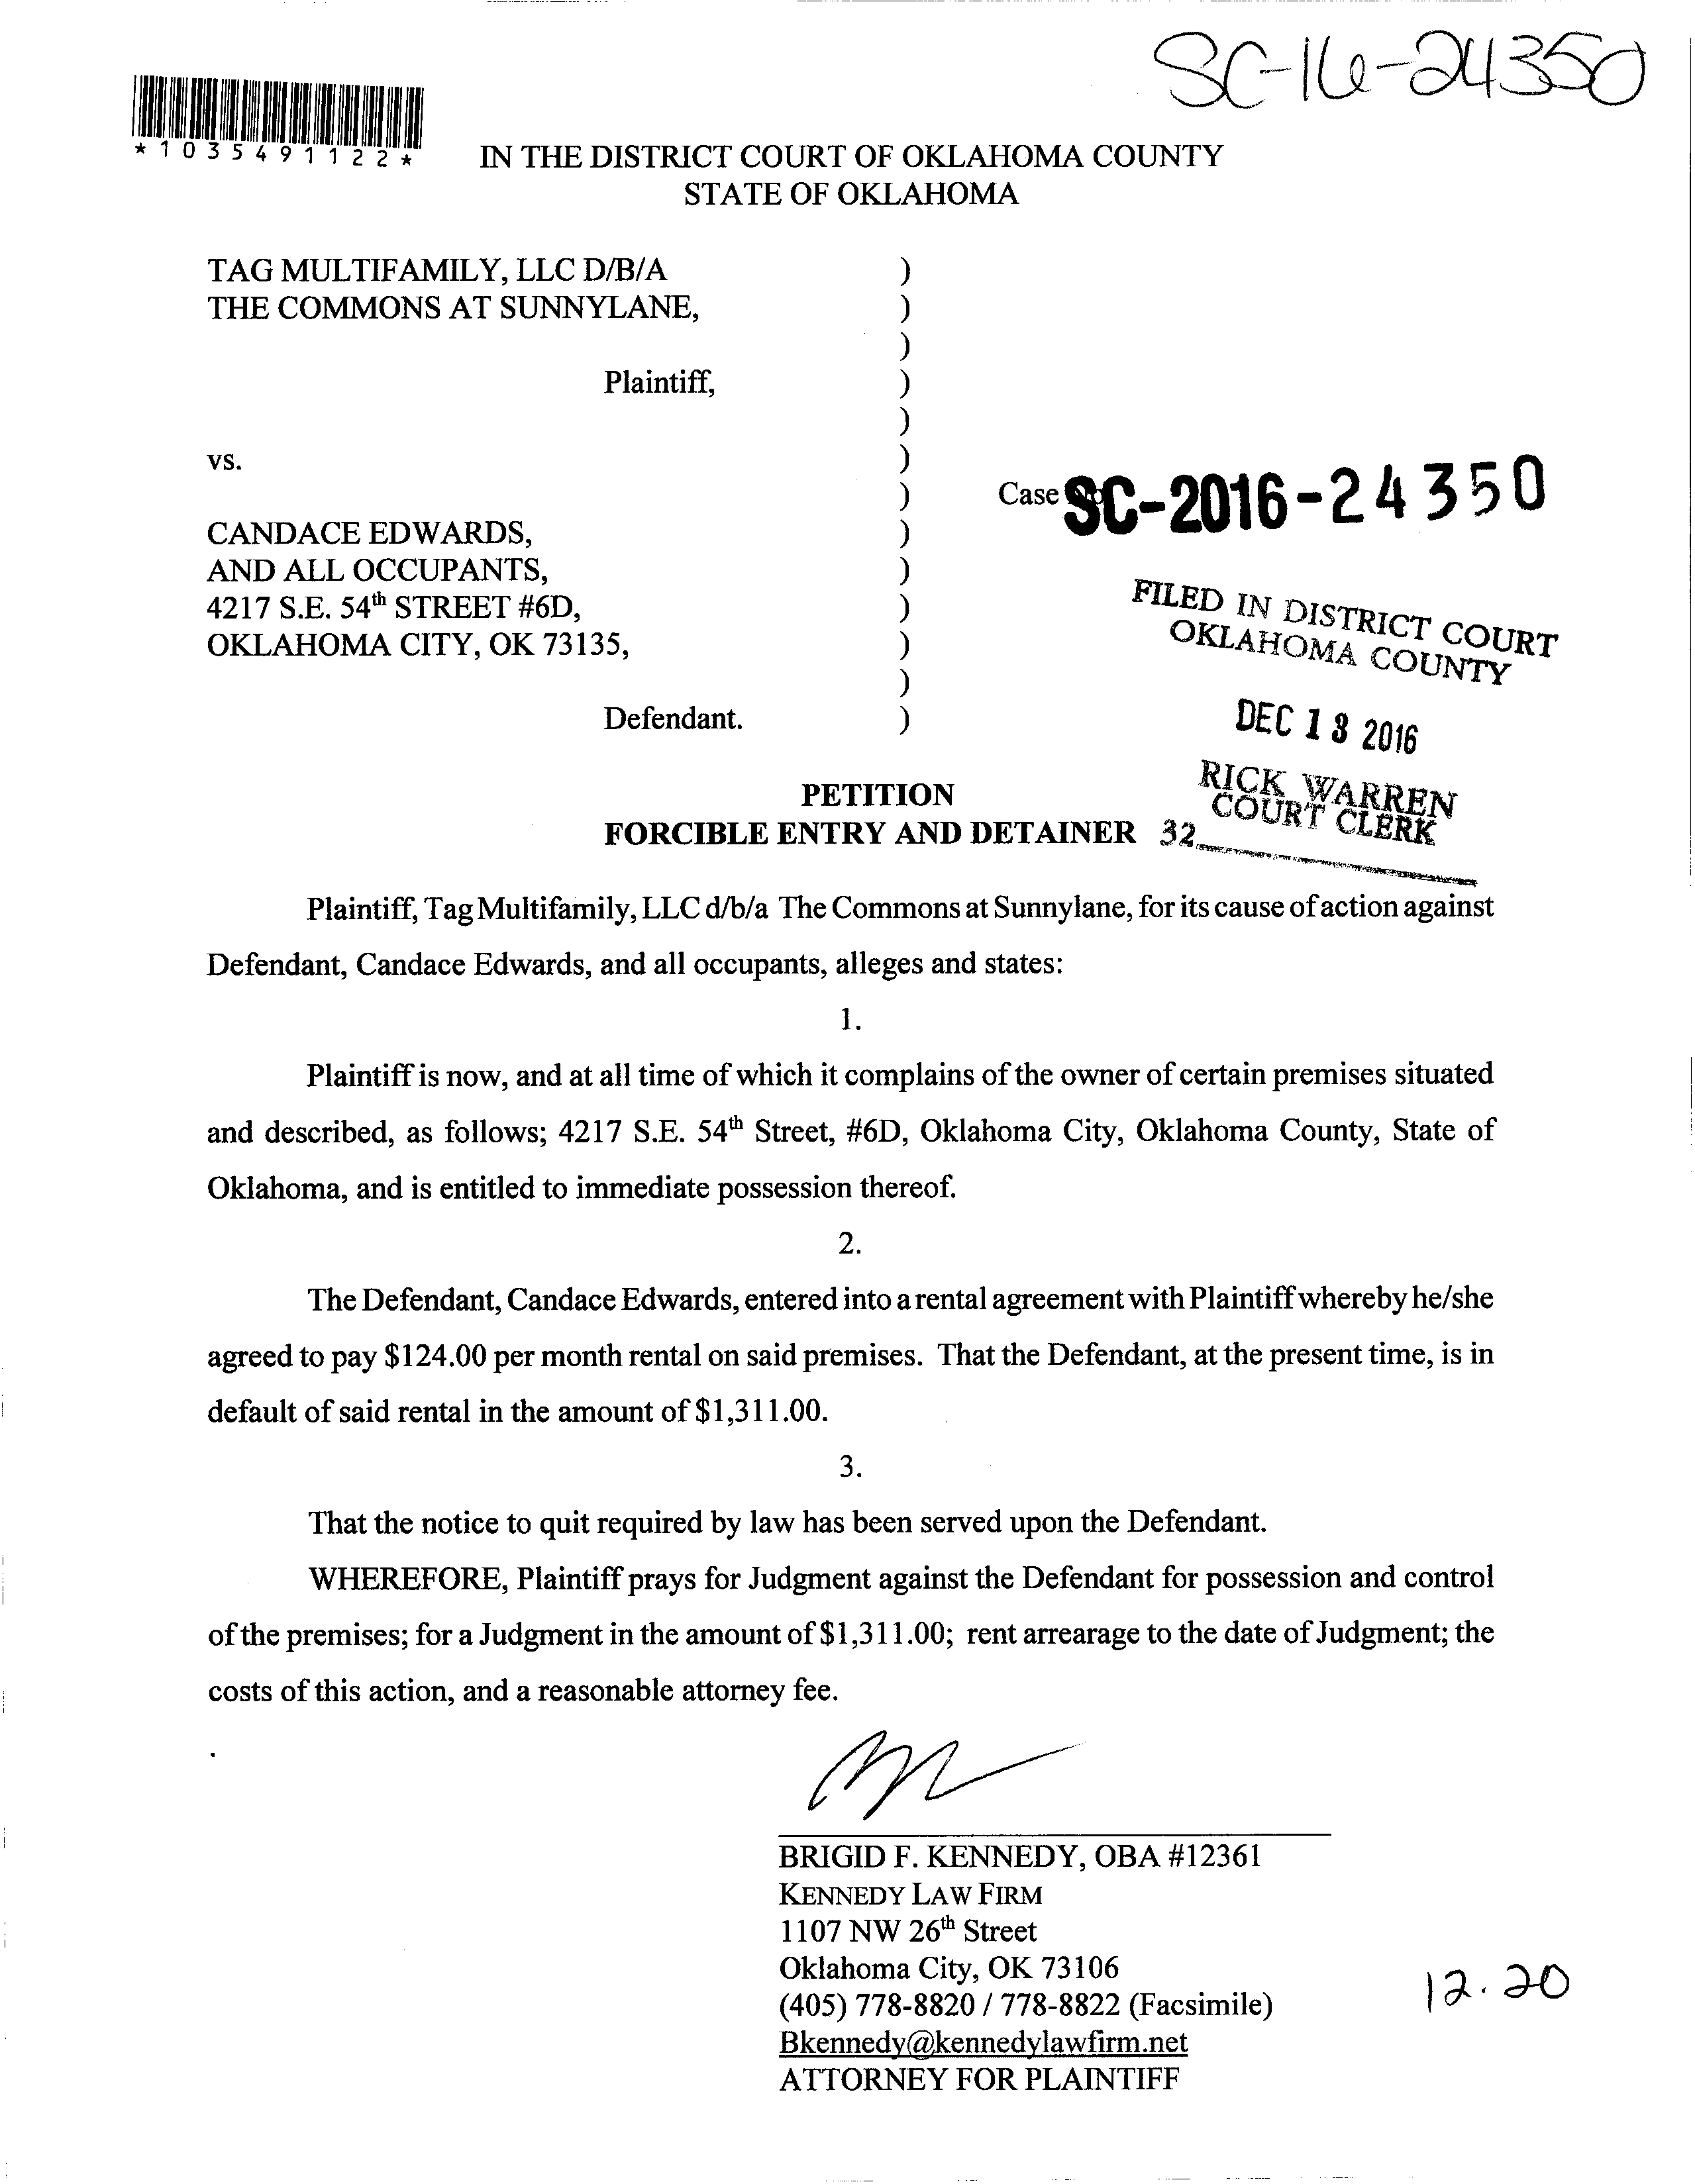 SC-16-24350
*1035491122*
IN THE DISTRICT COURT OF OKLAHOMA COUNTY
STATE OF OKLAHOMA
TAG MULTIFAMILY, LLC D/B/A )
THE COMMONS AT SUNNYLANE, )
)
Plaintiff, )
)
vs. )
)
Case No. SC-2016-24350
CANDACE EDWARDS, )
AND ALL OCCUPANTS, )
4217 S.E. 54th STREET #6D, )
OKLAHOMA CITY, OK 73135, )
)
Defendant. )
FILED IN DISTRICT COURT
OKLAHOMA COUNTY
DEC 13 2016
RICK WARREN
COURT CLERK
32
PETITION
FORCIBLE ENTRY AND DETAINER
Plaintiff, Tag Multifamily, LLC d/b/a The Commons at Sunnylane, for its cause of action against
Defendant, Candace Edwards, and all occupants, alleges and states:
1.
Plaintiff is now, and at all time of which it complains of the owner of certain premises situated
and described, as follows; 4217 S.E. 54th Street, #6D, Oklahoma City, Oklahoma County, State of
Oklahoma, and is entitled to immediate possession thereof.
2.
The Defendant, Candace Edwards, entered into a rental agreement with Plaintiff whereby he/she
agreed to pay $124.00 per month rental on said premises. That the Defendant, at the present time, is in
default of said rental in the amount of $1,311.00.
3.
That the notice to quit required by law has been served upon the Defendant.
WHEREFORE, Plaintiff prays for Judgment against the Defendant for possession and control
of the premises; for a Judgment in the amount of $1,311.00; rent arrearage to the date of Judgment; the
costs of this action, and a reasonable attorney fee.
.
BRIGID F. KENNEDY, OBA #12361
KENNEDY LAW FIRM
1107 NW 26th Street
Oklahoma City, OK 73106
(405) 778-8820 / 778-8822 (Facsimile)
Bkennedy@kennedylawfirm.net
ATTORNEY FOR PLAINTIFF
12.20